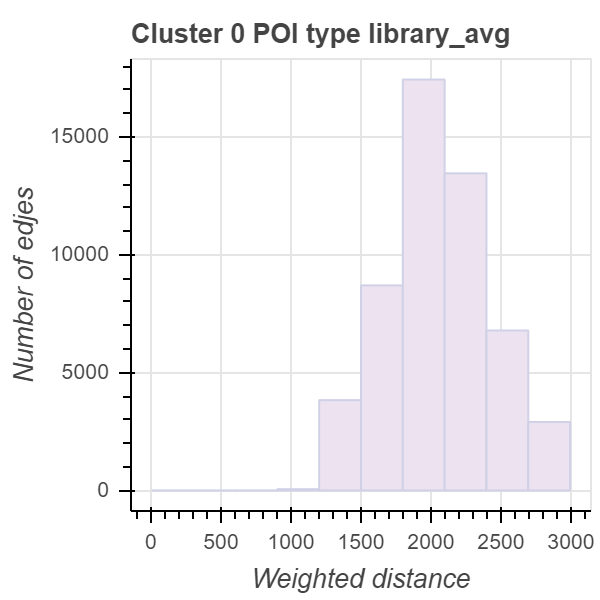 Cluster 0 POI type library_avg
Number of edjes
15000
10000
5000
0
0 500 1000 1500 2000 2500 3000
Weighted distance